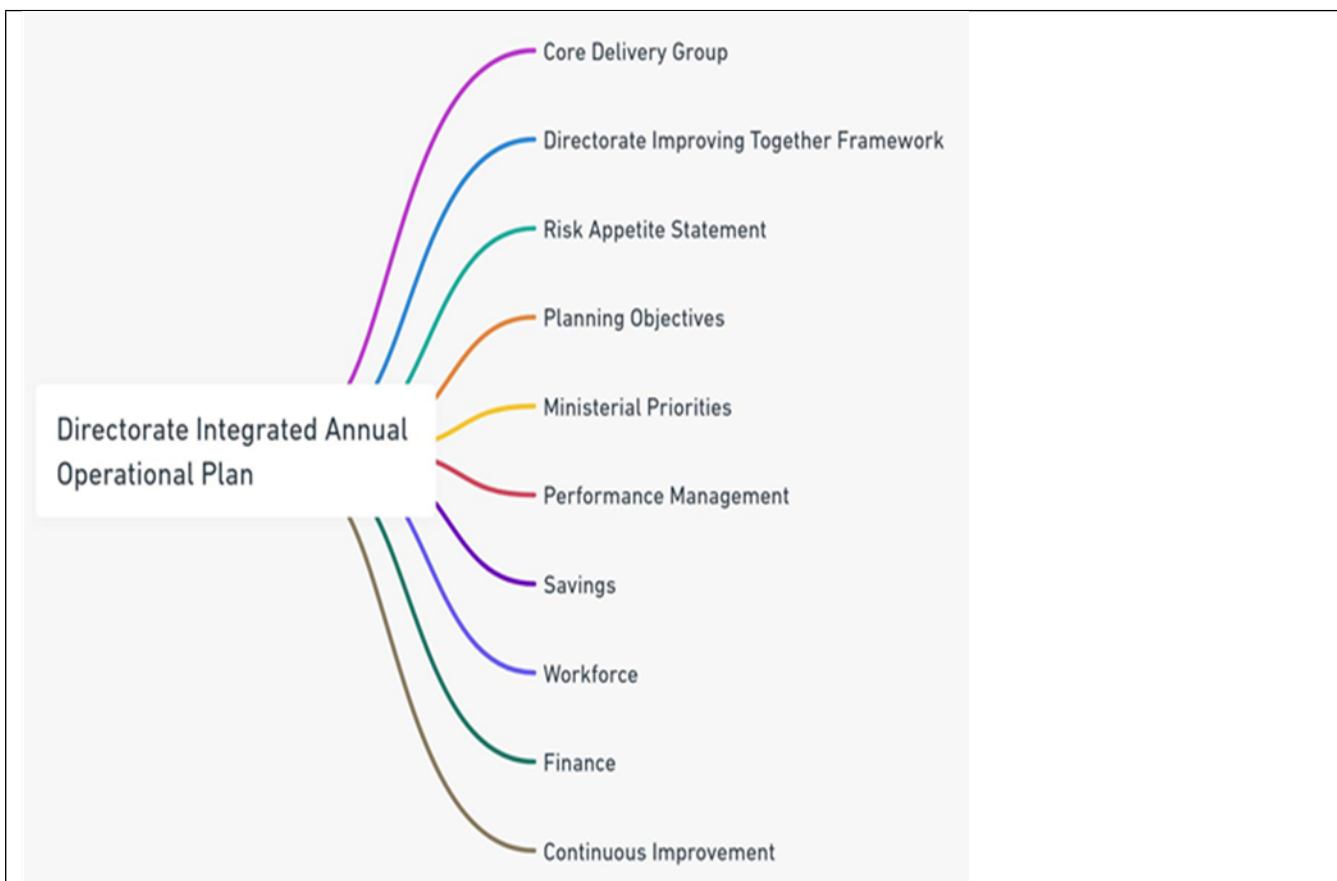 Core Delivery Group
Directorate Improving Together Framework
Risk Appetite Statement
Planning Objectives
Ministerial Priorities
Directorate Integrated Annual
Operational Plan
Performance Management
Savings
Workforce
Finance
Continuous Improvement